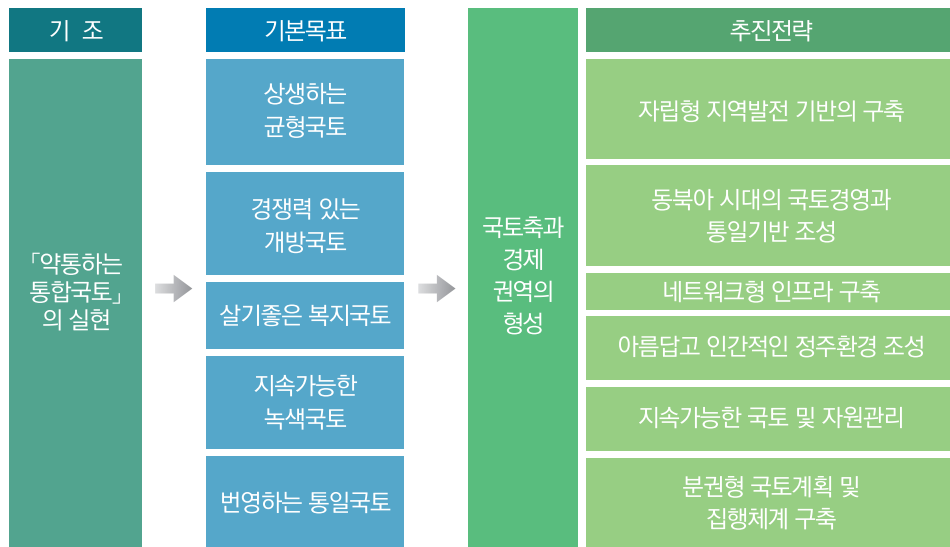 기 조
「약통하는
통합국토」
의 실현
기본목표
상생하는
균형국토
경쟁력 있는
개방국토
살기좋은 복지국토
지속가능한
녹색국토
번영하는 통일국토
국토축과
경제
권역의
형성
추진전략
자립형 지역발전 기반의 구축
동북아 시대의 국토경영과
통일기반 조성
네트워크형 인프라 구축
아름답고 인간적인 정주환경 조성
지속가능한 국토 및 자원관리
분권형 국토계획 및
집행체계 구축